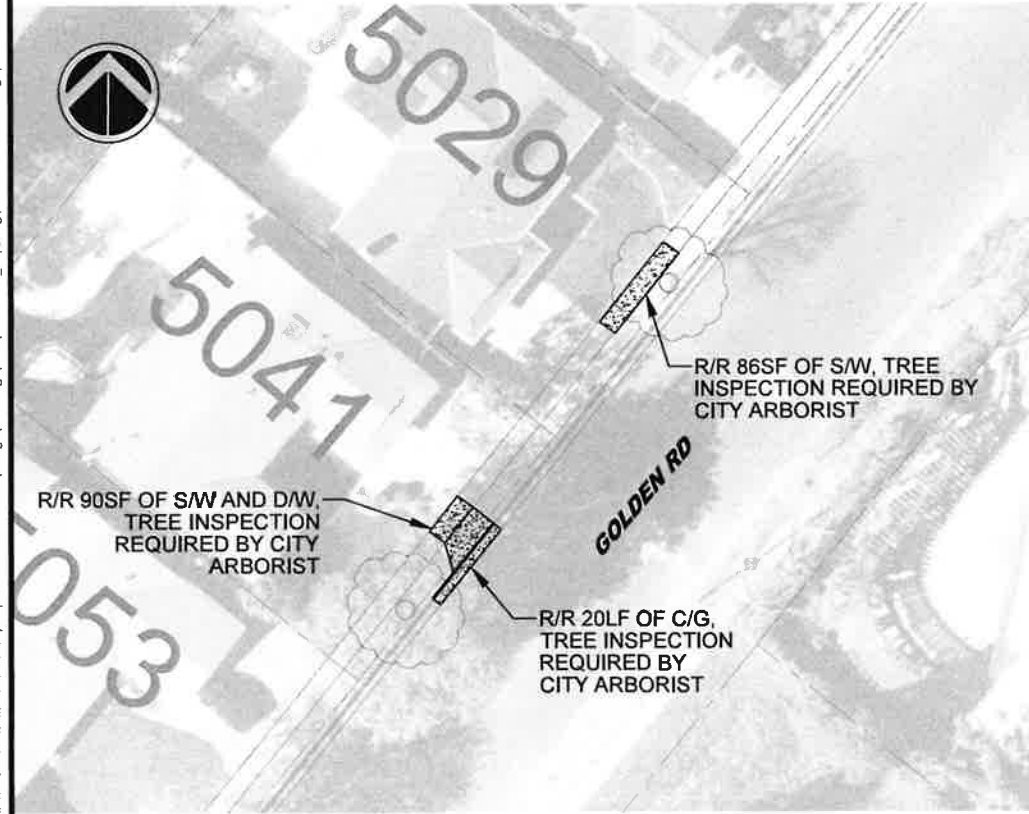 5029
5041
R/R 86SF OF S/W, TREE
INSPECTION REQUIRED BY
CITY ARBORIST
GOLDEN RD
R/R 90SF OF S/W AND D/W,
TREE INSPECTION
REQUIRED BY CITY
ARBORIST
5053
R/R 20LF OF C/G,
TREE INSPECTION
REQUIRED BY
CITY ARBORIST